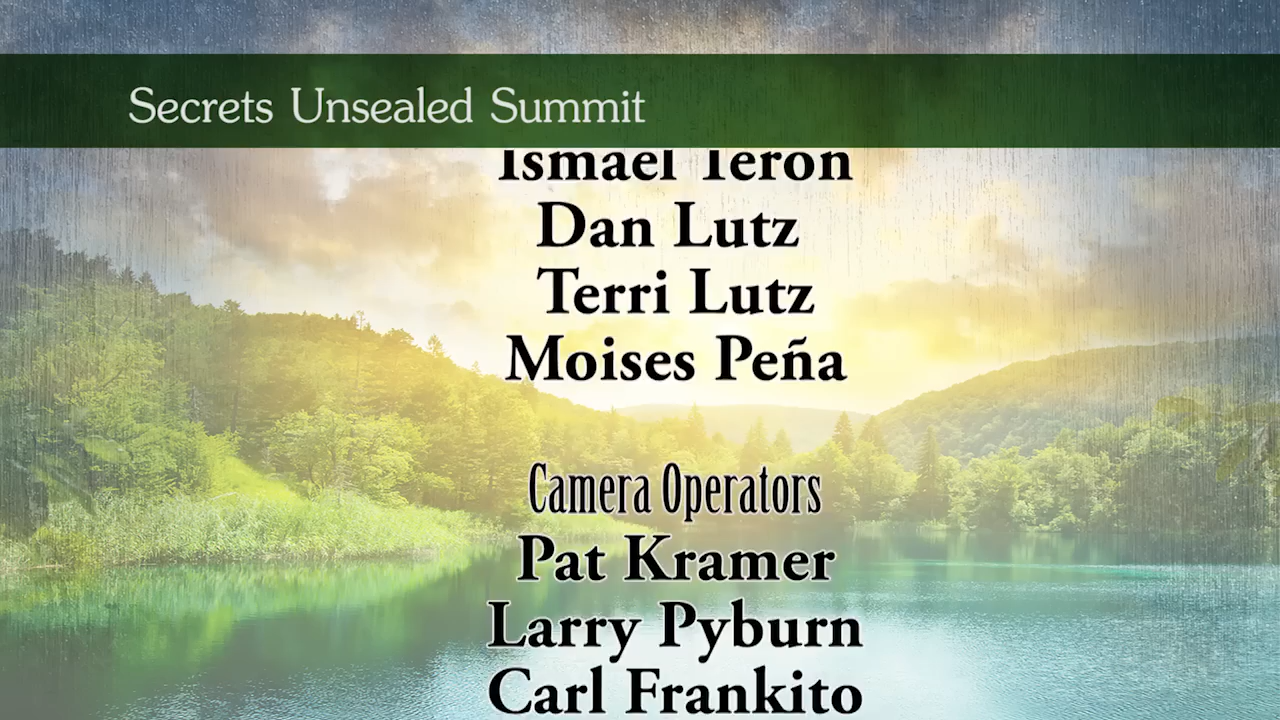 Secrets Unsealed Summit
Ismael Teron
Dan Lutz
Terri Lutz
Moises Peña
Camera Operators
Pat Kramer
Larry Pyburn
Carl Frankito